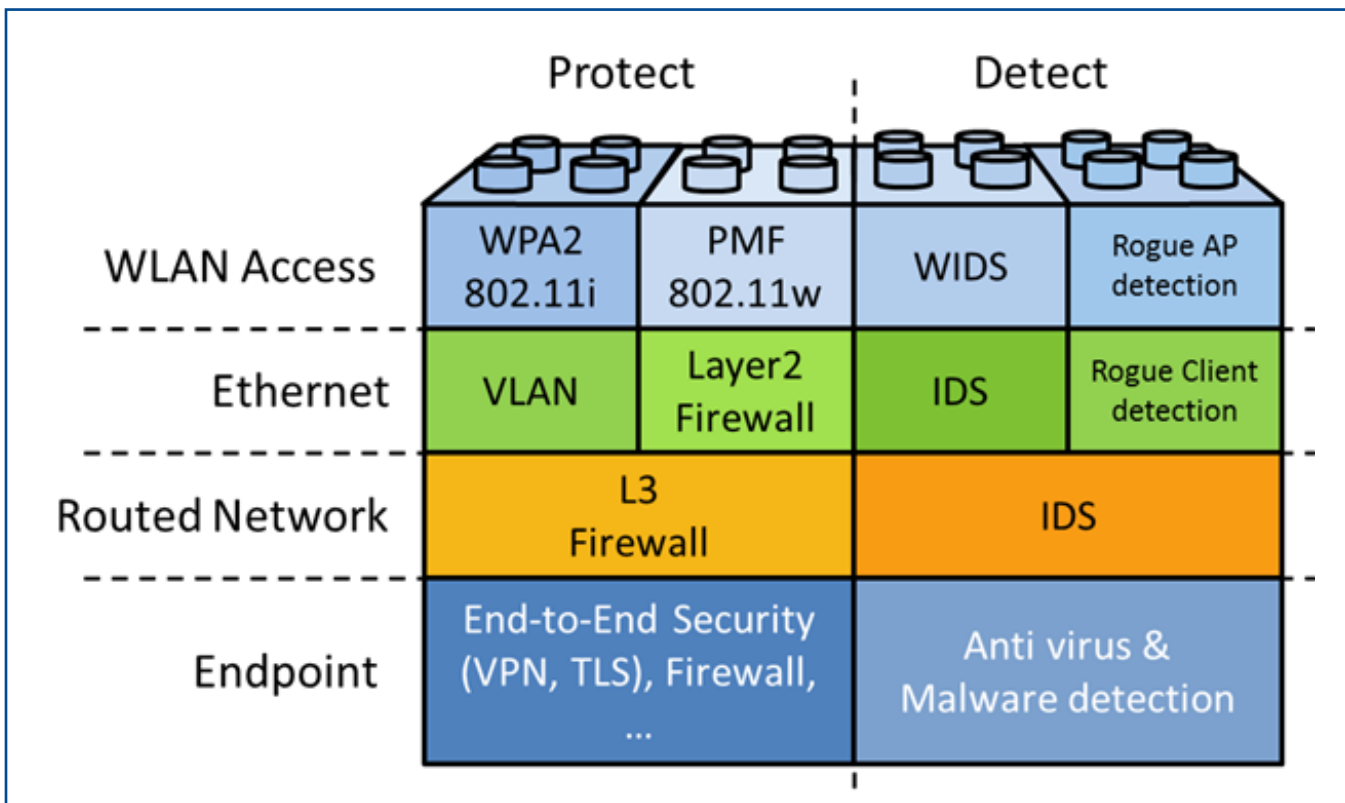 Protect
Detect
WLAN Access
WPA2
802.11i
PMF
802.11w
WIDS
Rogue AP
detection
Ethernet
VLAN
Layer2
Firewall
IDS
Rogue Client
detection
Routed Network
L3
Firewall
IDS
Endpoint
End-to-End Security
(VPN, TLS), Firewall,
...
Anti virus &
Malware detection